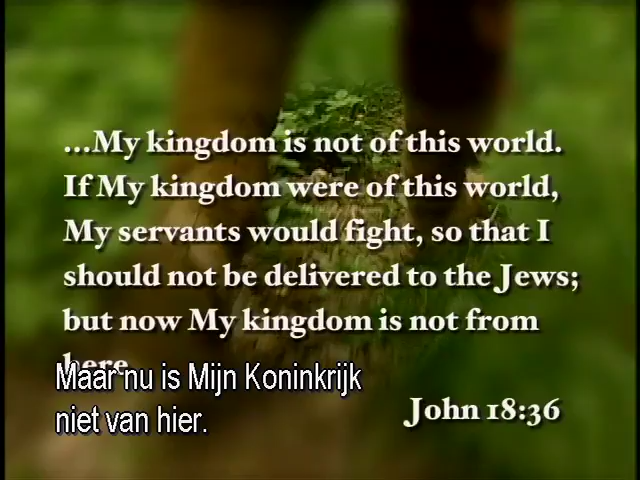 ...My kingdom is not of this world.
If My kingdom were of this world,
My servants would fight, so that I
should not be delivered to the Jews;
but now My kingdom is not from
here.
Maar nu is Mijn Koninkrijk
niet van hier.
John 18:36